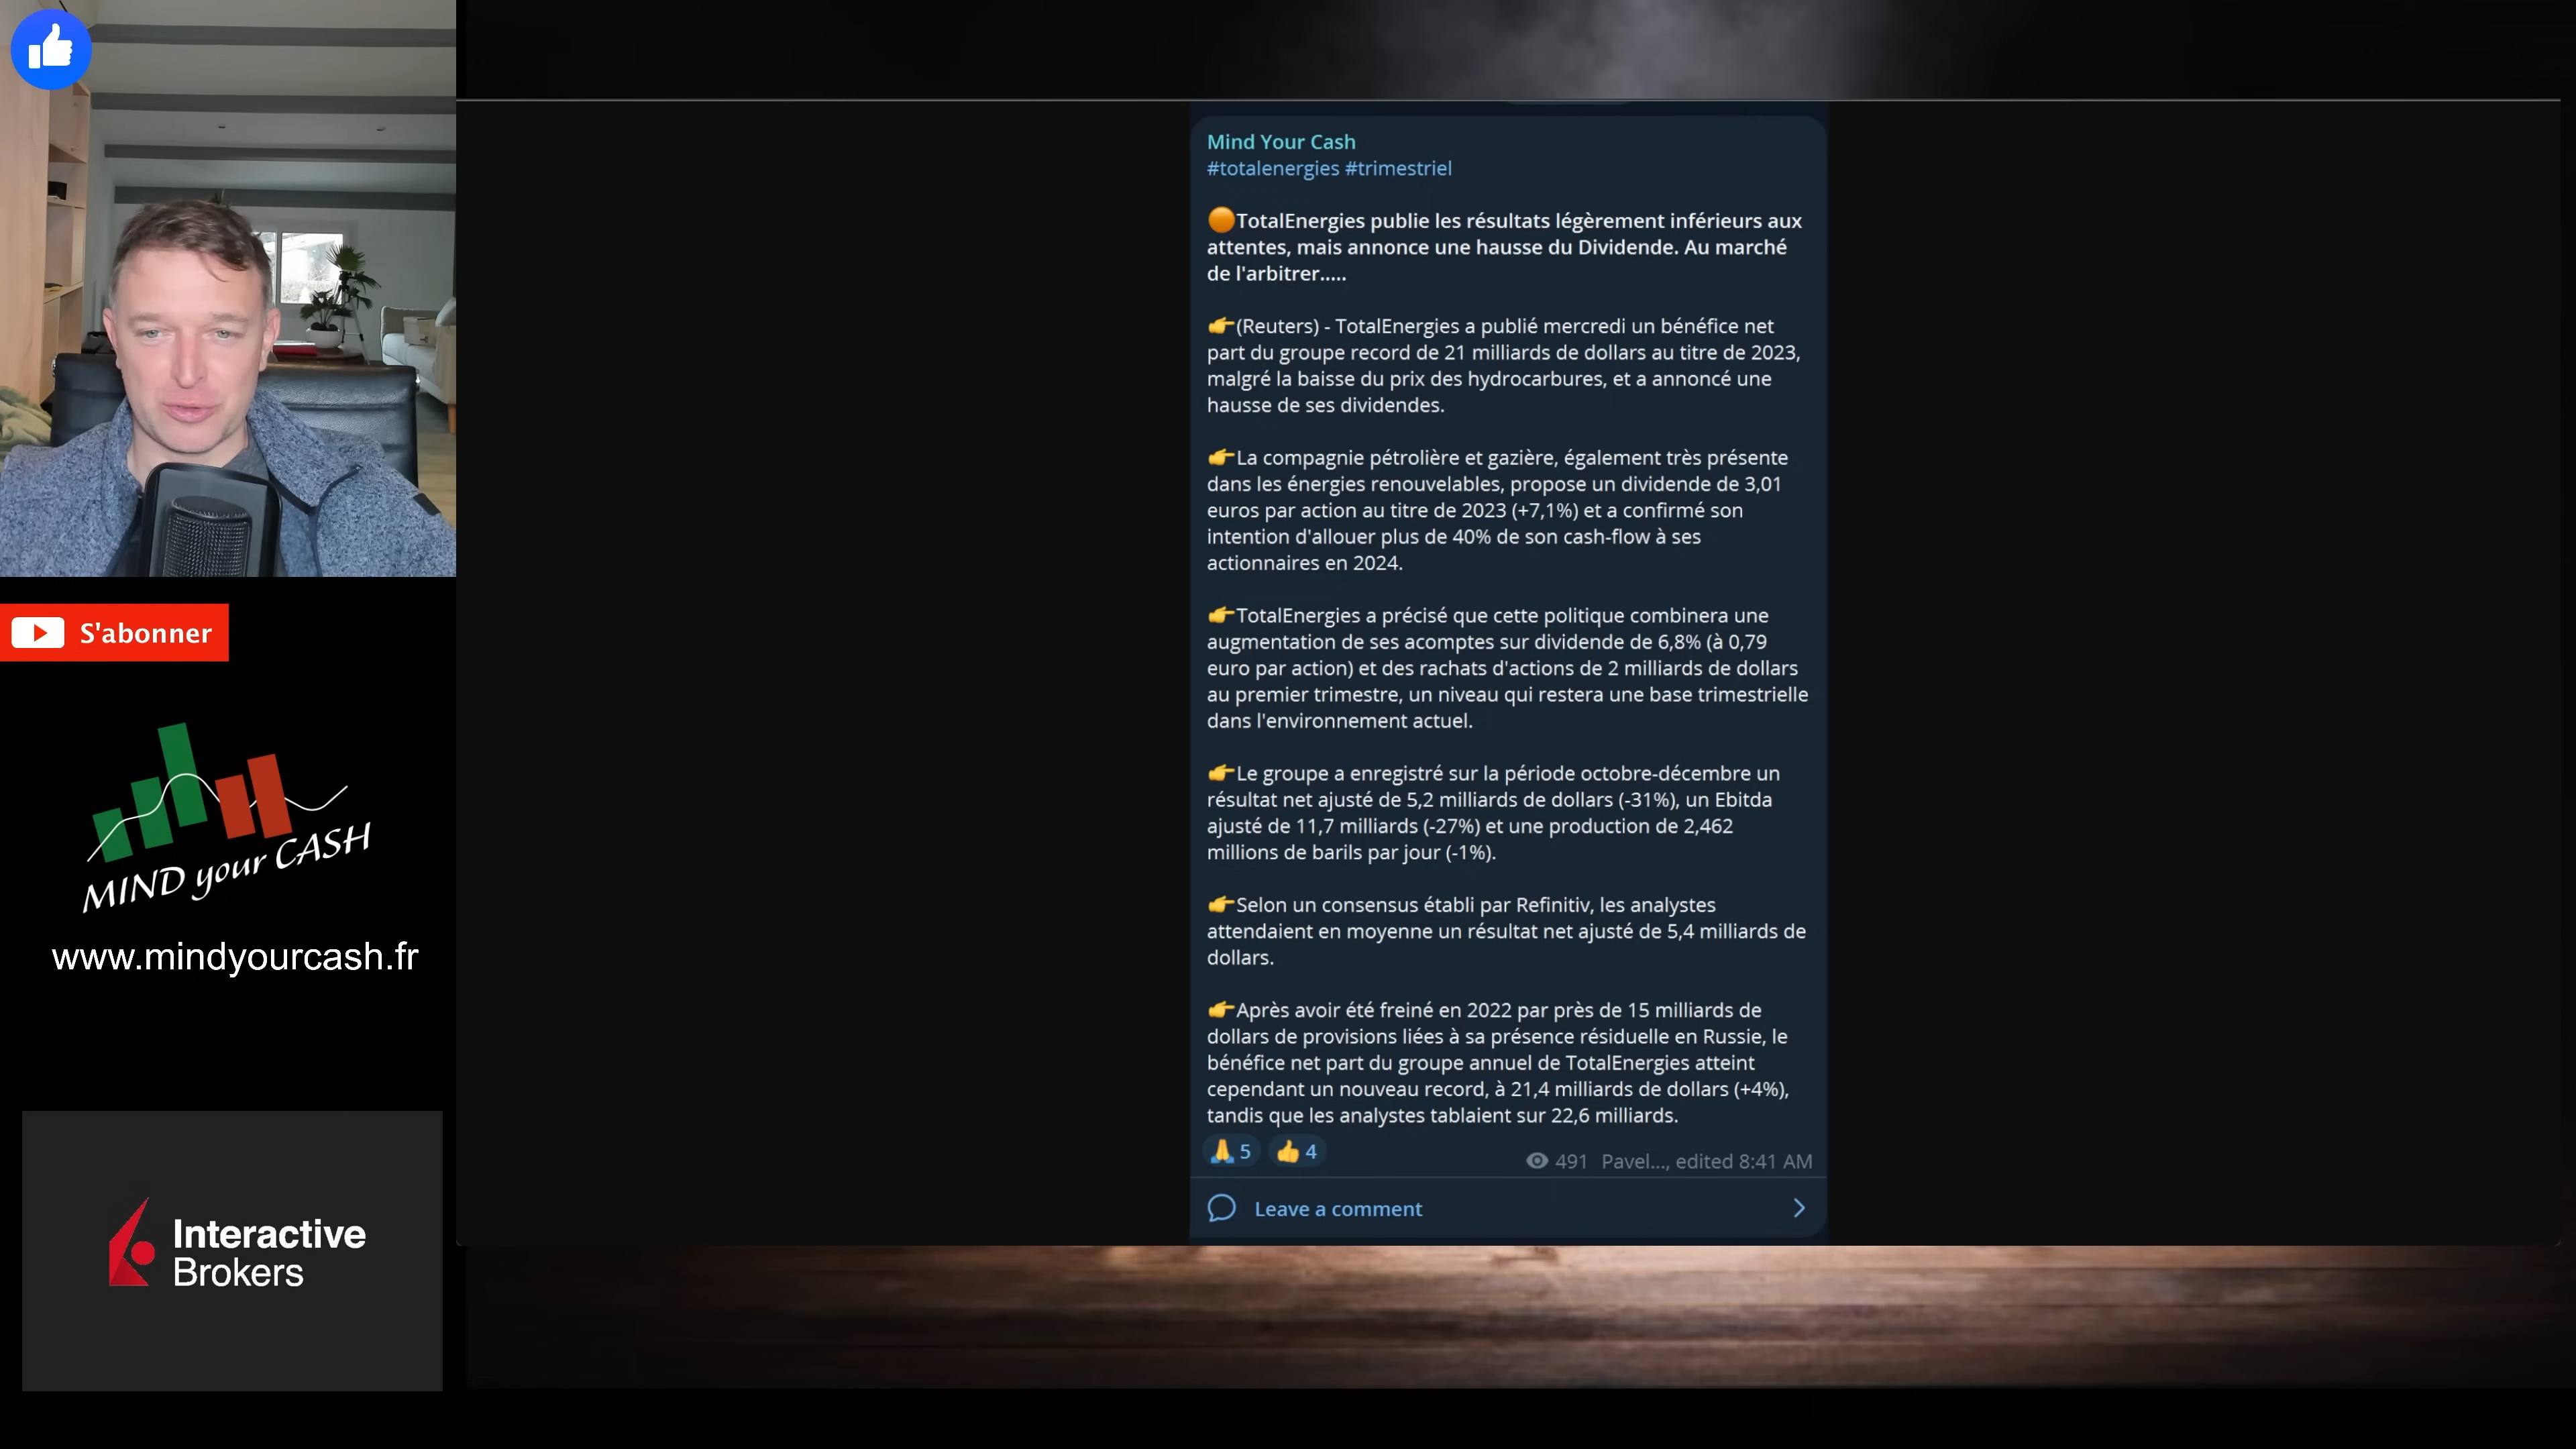 Mind Your Cash
#totalenergies #trimestriel
TotalEnergies publie les résultats légèrement inférieurs aux
attentes, mais annonce une hausse du Dividende. Au marché
de l'arbitrer.....
(Reuters) - TotalEnergies a publié mercredi un bénéfice net
part du groupe record de 21 milliards de dollars au titre de 2023,
malgré la baisse du prix des hydrocarbures, et a annoncé une
hausse de ses dividendes.
La compagnie pétrolière et gazière, également très présente
dans les énergies renouvelables, propose un dividende de 3,01
euros par action au titre de 2023 (+7,1%) et a confirmé son
intention d'allouer plus de 40% de son cash-flow à ses
actionnaires en 2024.
TotalEnergies a précisé que cette politique combinera une
augmentation de ses acomptes sur dividende de 6,8% (à 0,79
euro par action) et des rachats d'actions de 2 milliards de dollars
au premier trimestre, un niveau qui restera une base trimestrielle
dans l'environnement actuel.
Le groupe a enregistré sur la période octobre-décembre un
résultat net ajusté de 5,2 milliards de dollars (-31%), un Ebitda
ajusté de 11,7 milliards (-27%) et une production de 2,462
millions de barils par jour (-1%).
Selon un consensus établi par Refinitiv, les analystes
attendaient en moyenne un résultat net ajusté de 5,4 milliards de
dollars.
Après avoir été freiné en 2022 par près de 15 milliards de
dollars de provisions liées à sa présence résiduelle en Russie, le
bénéfice net part du groupe annuel de TotalEnergies atteint
cependant un nouveau record, à 21,4 milliards de dollars (+4%),
tandis que les analystes tablaient sur 22,6 milliards.
5 4 491 Pavel..., edited 8:41 AM
Leave a comment
S'abonner
MIND your CASH
www.mindyourcash.fr
Interactive
Brokers